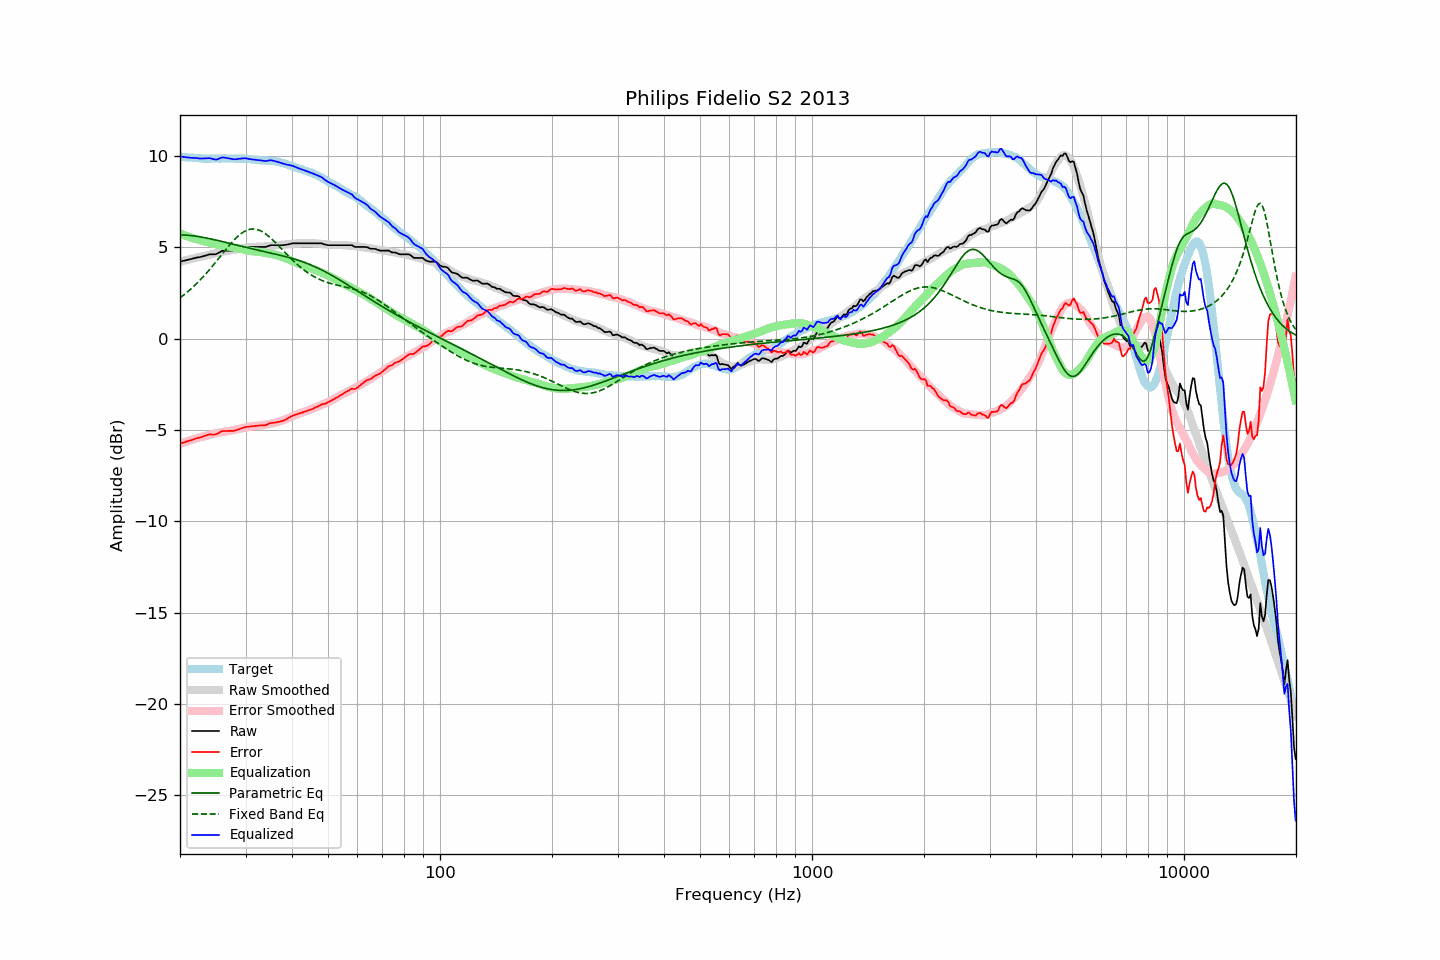 Philips Fidelio S2 2013
Amplitude (dBr)
10
5
0
−5
−10
−15
−20
−25
Target
Raw Smoothed
Error Smoothed
Raw
Error
Equalization
Parametric Eq
Fixed Band Eq
Equalized
100
1000
10000
Frequency (Hz)